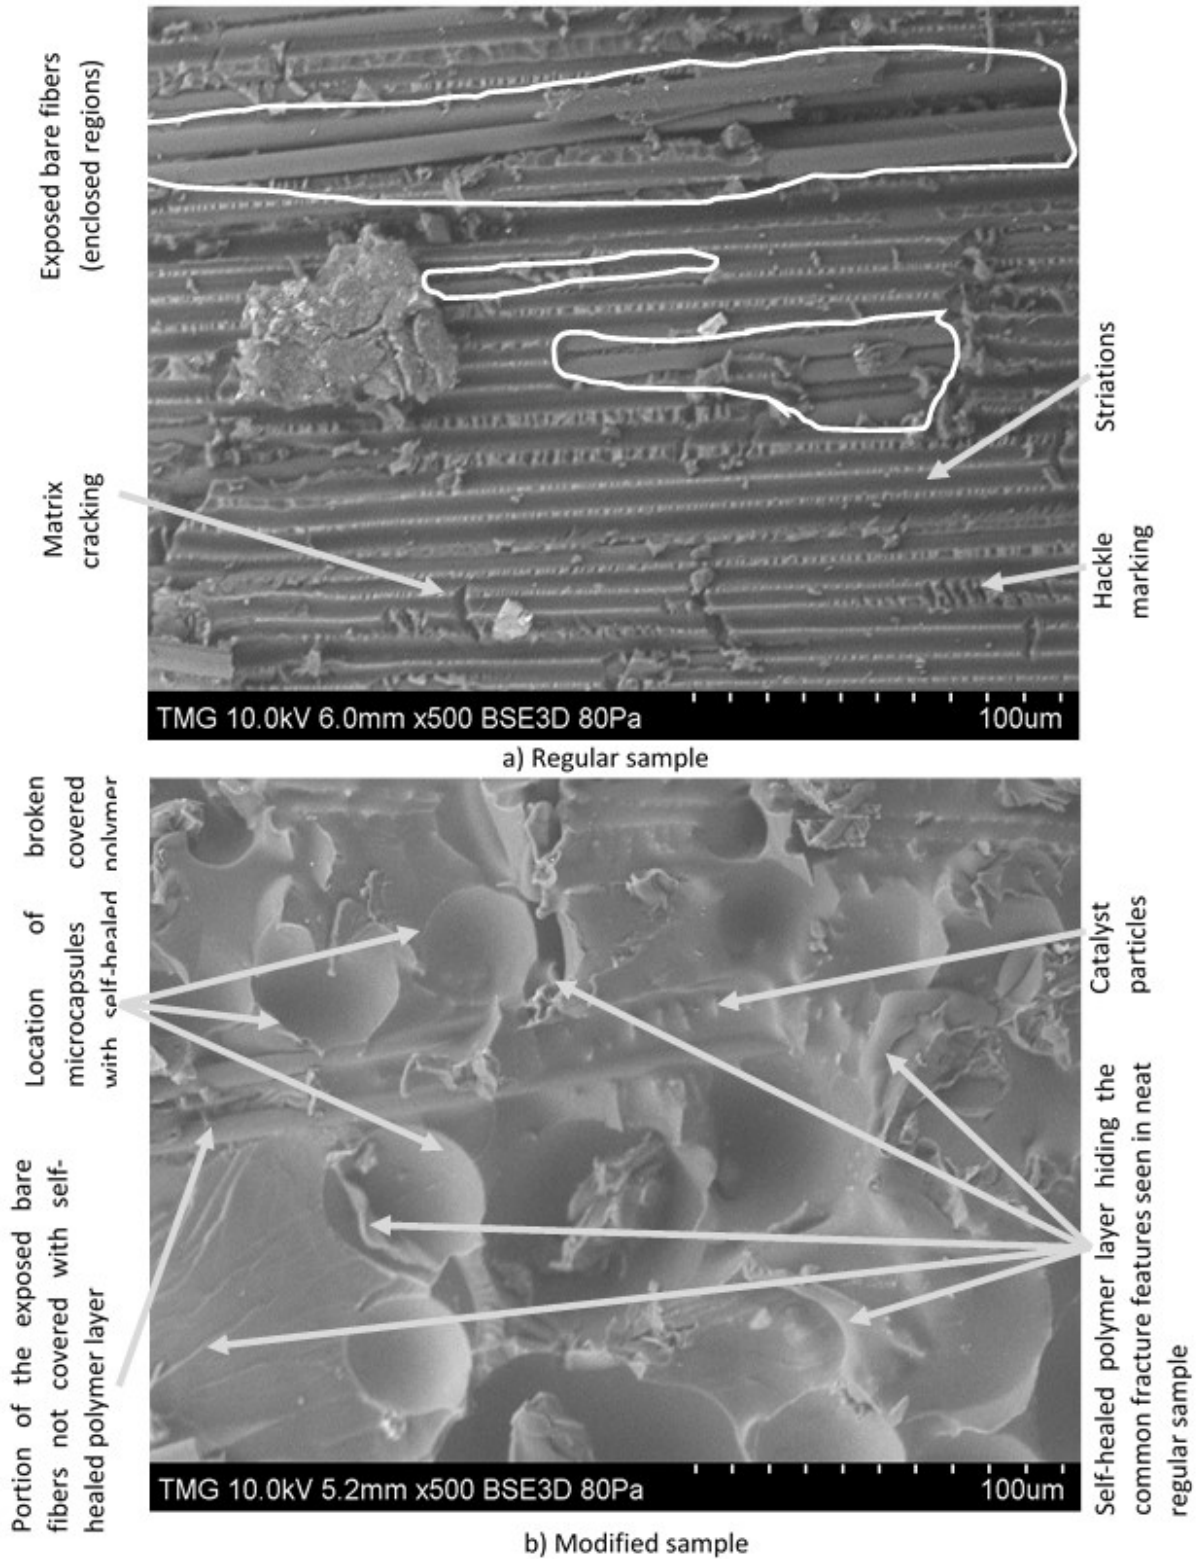 Exposed bare fibers
(enclosed regions)
Matrix
cracking
Striations
Hackle
marking
TMG 10.0kV 6.0mm x500 BSE3D 80Pa 100um
a) Regular sample
Location of broken
microcapsules covered
with self-healed polymer
Portion of the exposed bare
fibers not covered with self-
healed polymer layer
Catalyst
particles
Self-healed polymer layer hiding the
common fracture features seen in neat
regular sample
TMG 10.0kV 5.2mm x500 BSE3D 80Pa 100um
b) Modified sample